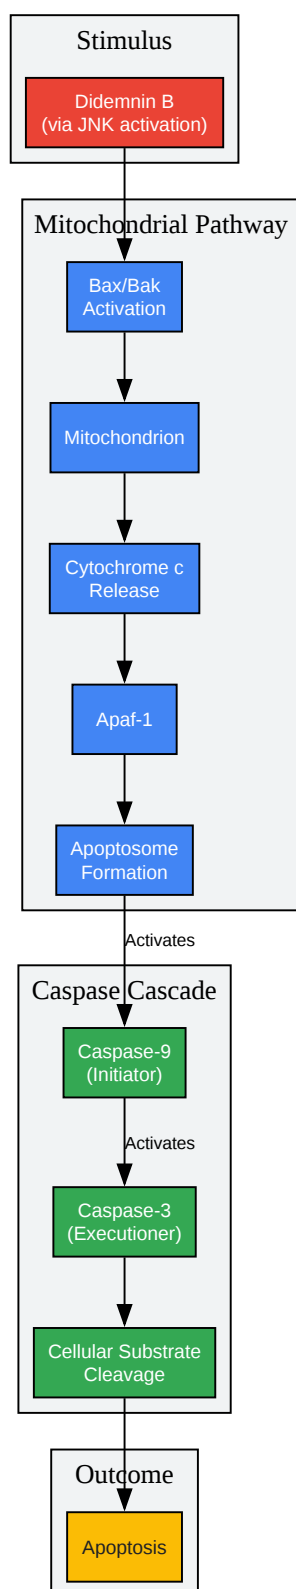 Stimulus
Didemnin B
(via JNK activation)
Mitochondrial Pathway
Bax/Bak
Activation
Mitochondrion
Cytochrome c
Release
Apaf-1
Apoptosome
Formation
Activates
Caspase Cascade
Caspase-9
(Initiator)
Activates
Caspase-3
(Executioner)
Cellular Substrate
Cleavage
Outcome
Apoptosis